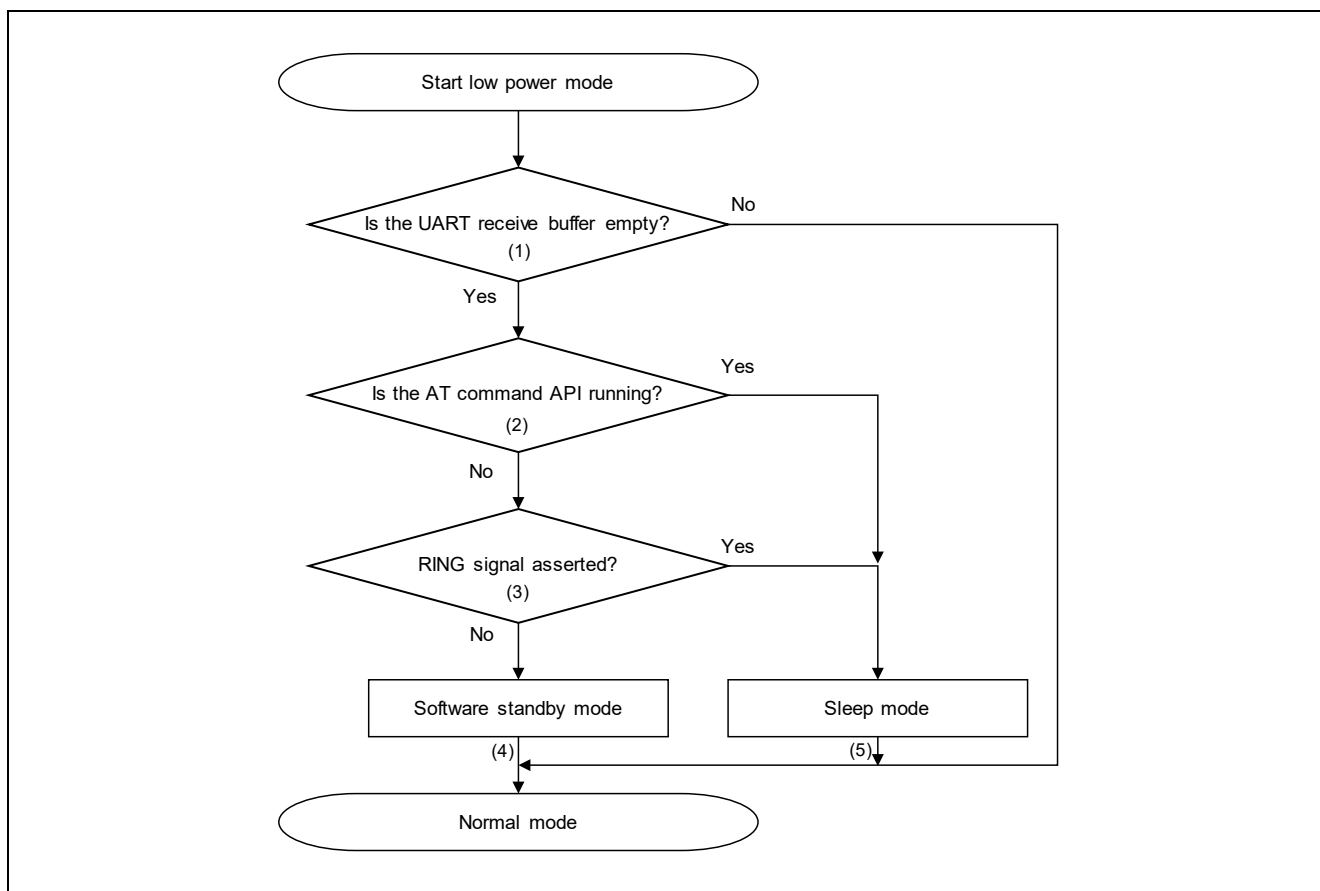 Start low power mode
No
Is the UART receive buffer empty?
(1)
Yes
Yes
Is the AT command API running?
(2)
No
Yes
RING signal asserted?
(3)
No
Software standby mode
Sleep mode
(4)
(5)
Normal mode